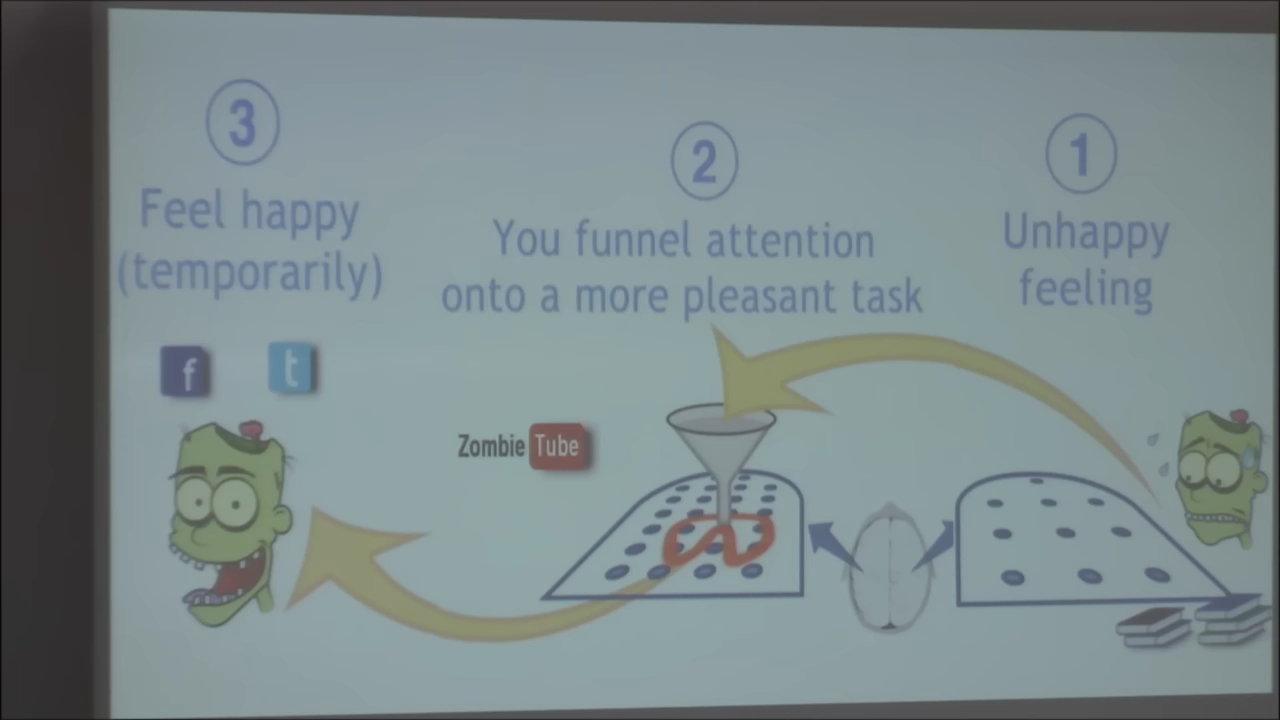 3
Feel happy
(temporarily)
f
t
2
You funnel attention
onto a more pleasant task
Zombie Tube
1
Unhappy
feeling